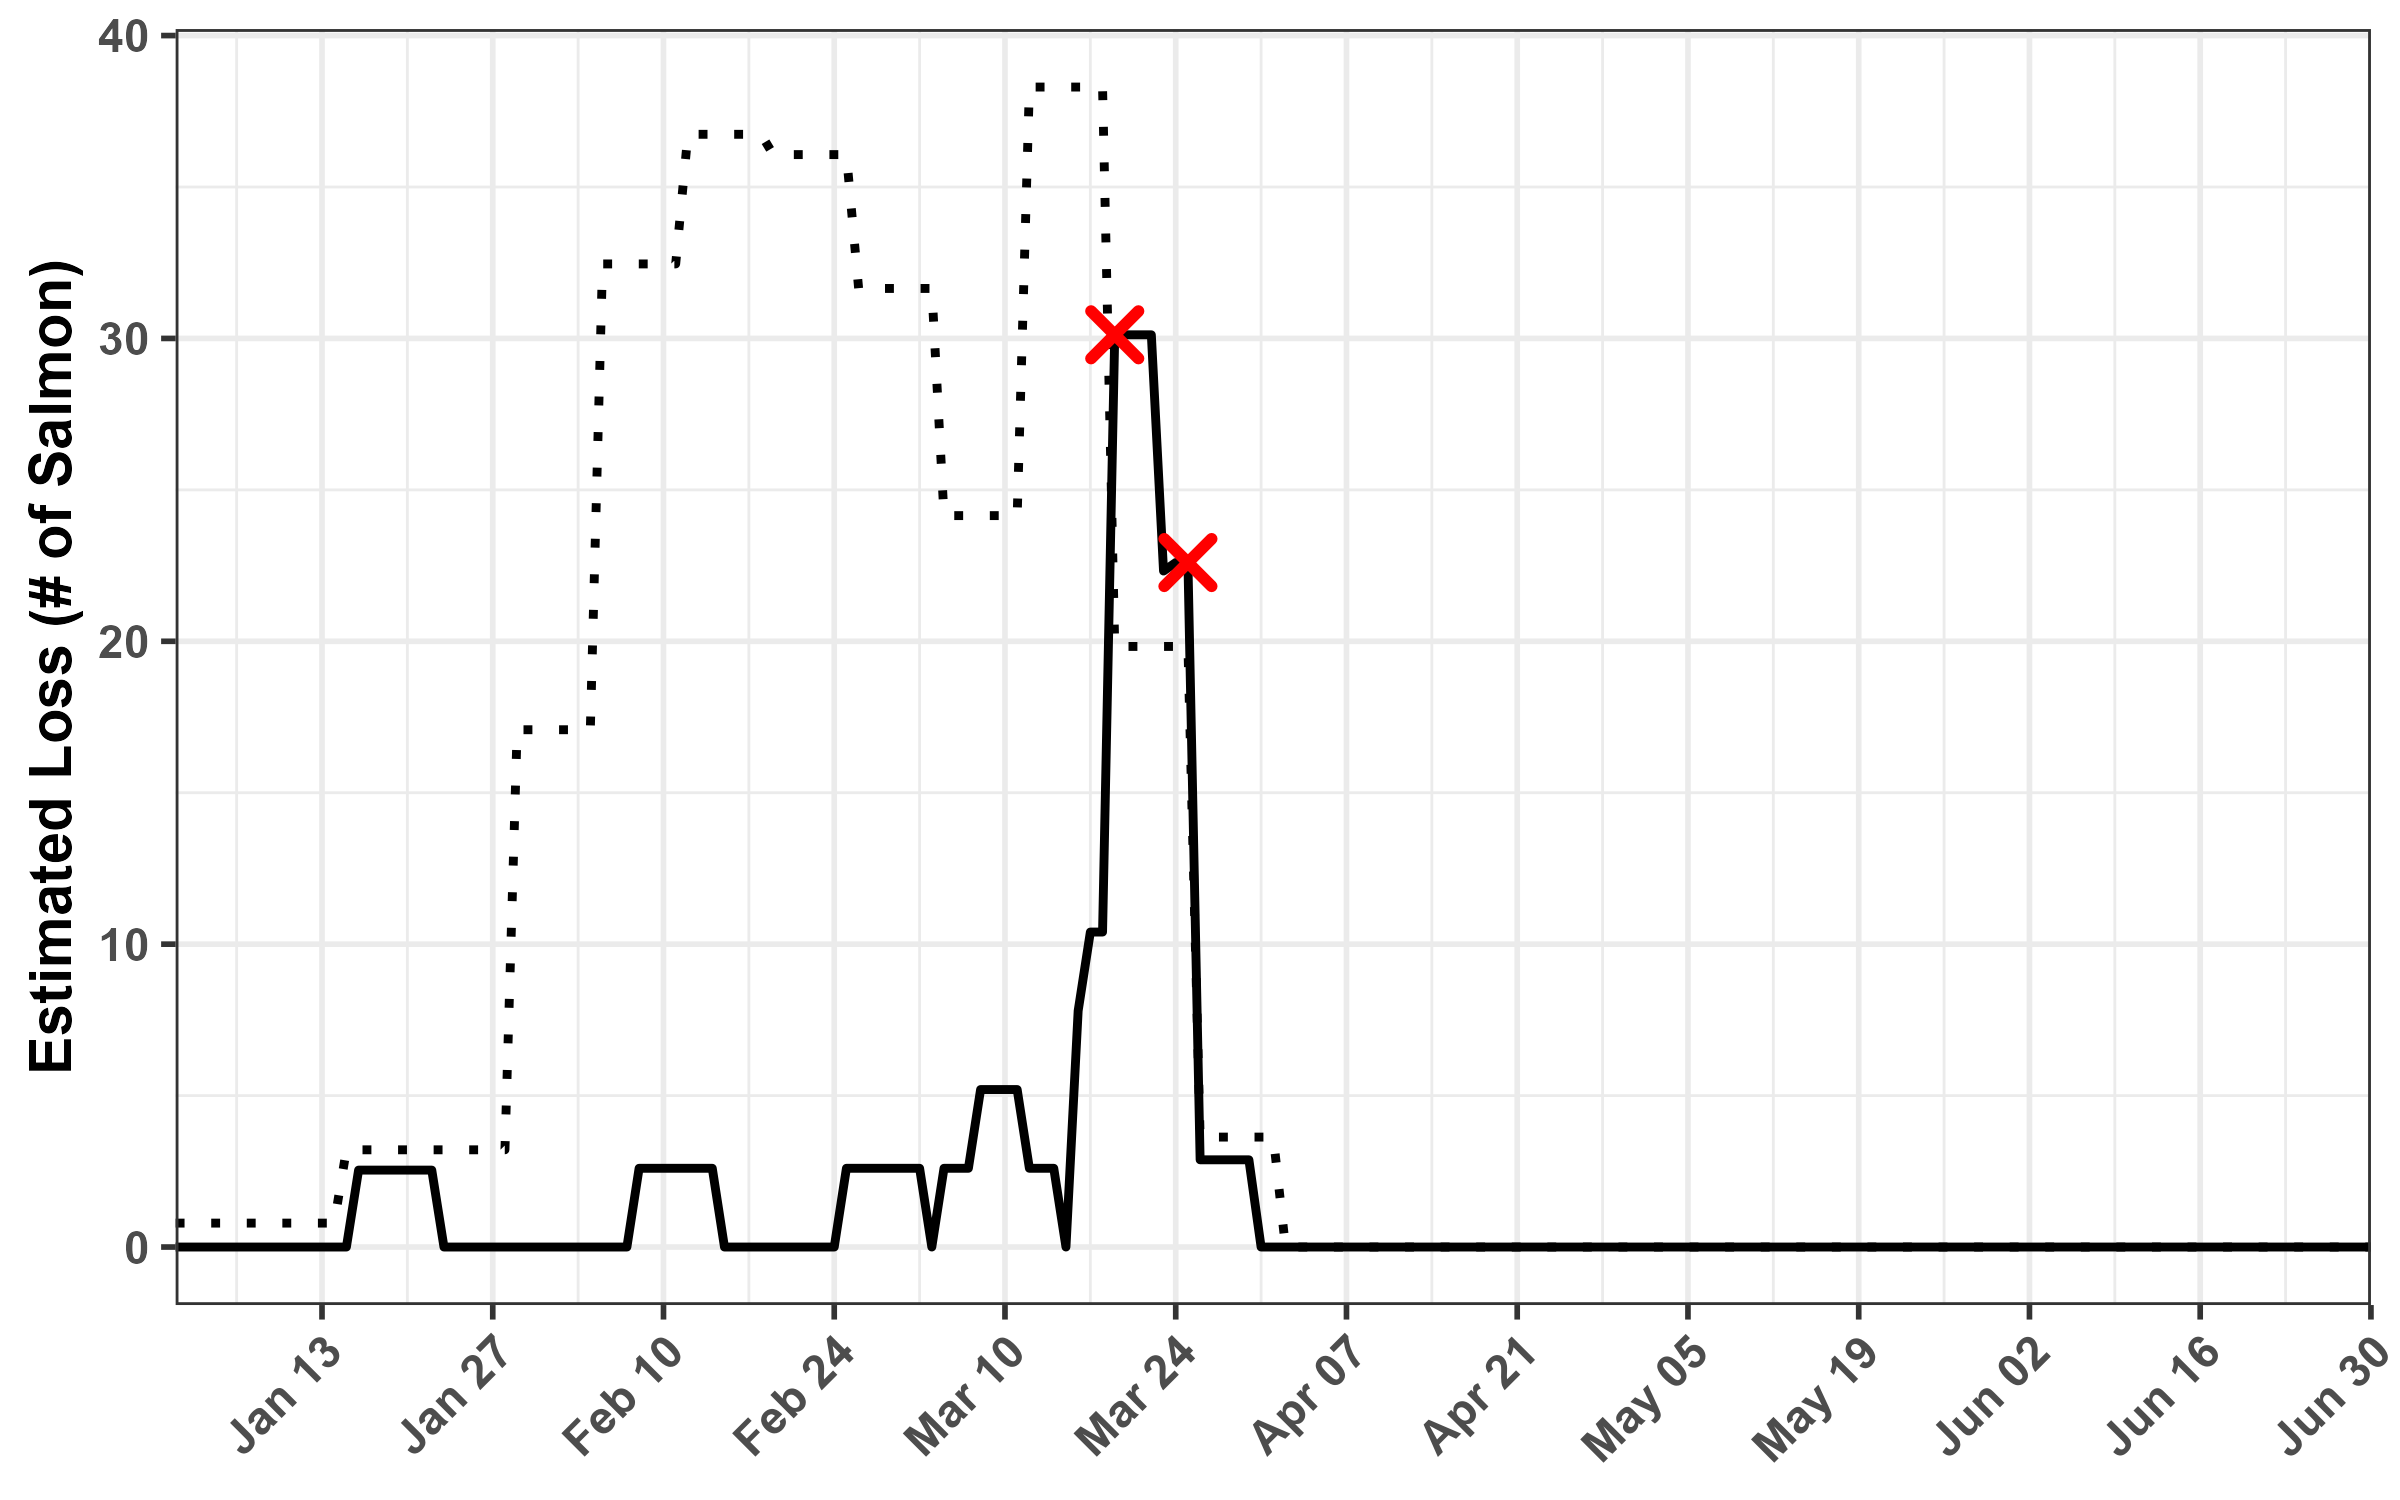 Estimated Loss (# of Salmon)
40
30
20
10
0
Jan 13
Jan 27
Feb 10
Feb 24
Mar 10
Mar 24
Apr 07
Apr 21
May 05
May 19
Jun 02
Jun 16
Jun 30